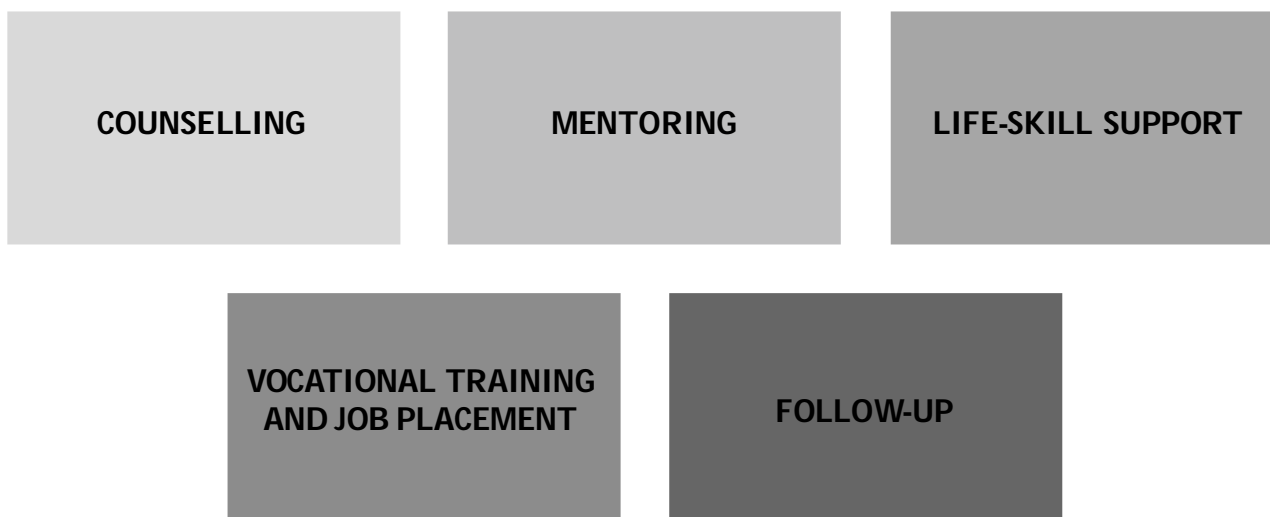 COUNSELLING
MENTORING
LIFE-SKILL SUPPORT
VOCATIONAL TRAINING
AND JOB PLACEMENT
FOLLOW-UP